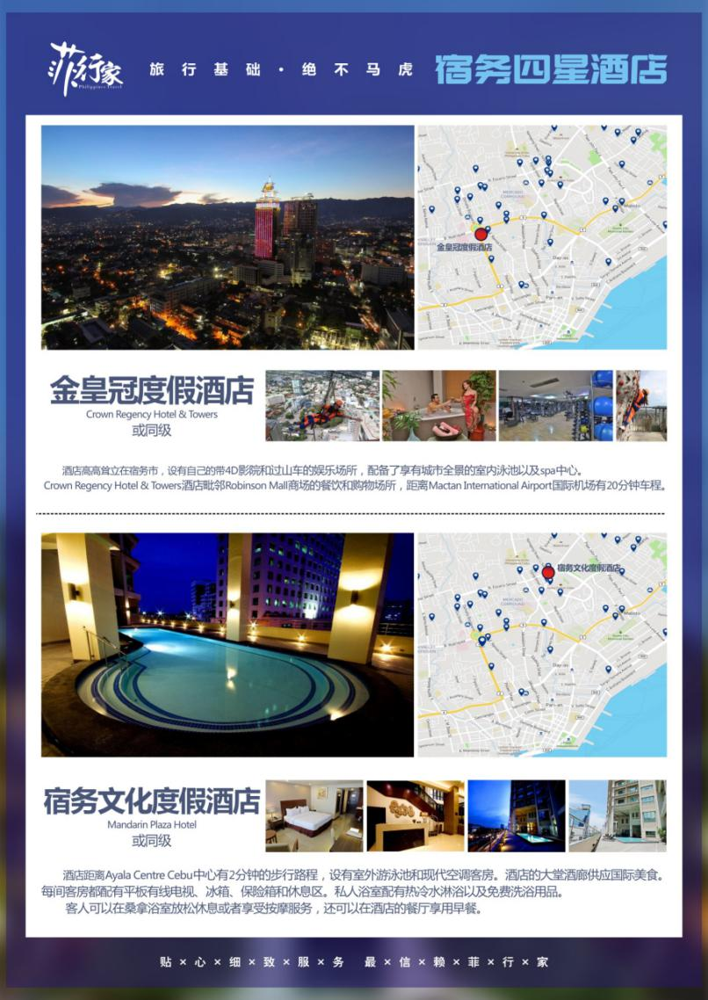 菲行家
Philippines Travel
旅行基础·绝不马虎
宿务四星酒店
金皇冠度假酒店
金皇冠度假酒店
Crown Regency Hotel & Towers
或同级
酒店高高耸立在宿务市，设有自己的带4D影院和过山车的娱乐场所，配备了享有城市全景的室内泳池以及spa中心。
Crown Regency Hotel & Towers酒店毗邻Robinson Mall商场的餐饮和购物场所，距离Mactan International Airport国际机场有20分钟车程。
宿务文化度假酒店
宿务文化度假酒店
Mandarin Plaza Hotel
或同级
酒店距离Ayala Centre Cebu中心有2分钟的步行路程，设有室外游泳池和现代空调客房。酒店的大堂酒廊供应国际美食。
每间客房都配有平板有线电视、冰箱、保险箱和休息区。私人浴室配有热冷水淋浴以及免费洗浴用品。
客人可以在桑拿浴室放松休息或者享受按摩服务，还可以在酒店的餐厅享用早餐。
贴×心×细×致×服×务 最×信×赖×菲×行×家